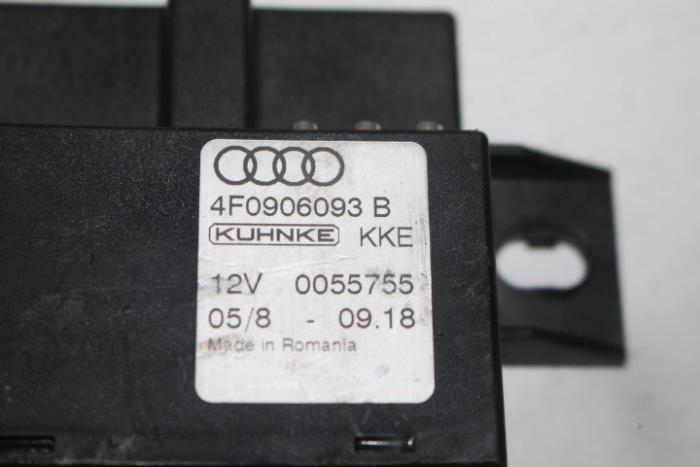 4F0906093 B
KUHNKE KKE
12V 0055755
05/8 - 09.18
Made in Romania